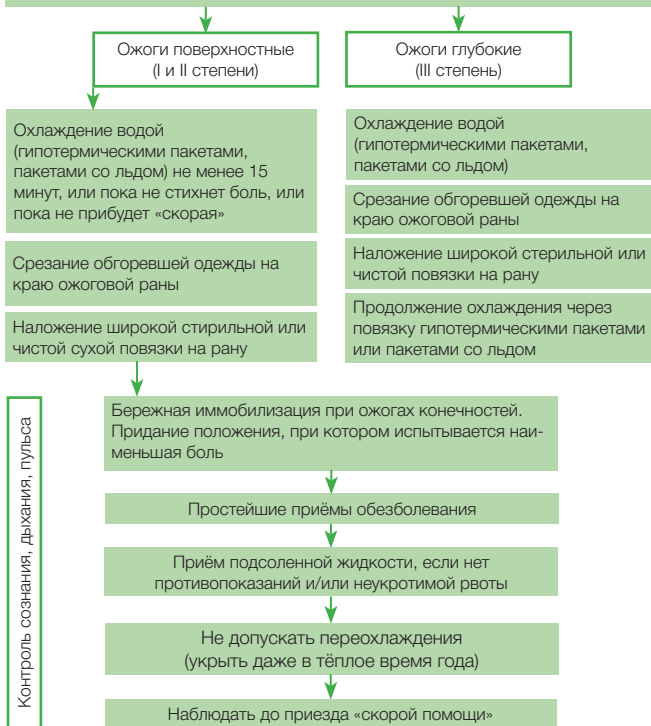 Ожоги поверхностные
(I и II степени)
Ожоги глубокие
(III степень)
Охлаждение водой
(гипотермическими пакетами,
пакетами со льдом) не менее 15
минут, или пока не стихнет боль, или
пока не прибудет «скорая»
Срезание обгоревшей одежды на
краю ожоговой раны
Наложение широкой стирильной или
чистой сухой повязки на рану
Охлаждение водой
(гипотермическими пакетами,
пакетами со льдом)
Срезание обгоревшей одежды на
краю ожоговой раны
Наложение широкой стерильной или
чистой повязки на рану
Продолжение охлаждения через
повязку гипотермическими пакетами
или пакетами со льдом
Контроль сознания, дыхания, пульса
Бережная иммобилизация при ожогах конечностей.
Придание положения, при котором испытывается наи-
меньшая боль
Простейшие приёмы обезболевания
Приём подсоленной жидкости, если нет
противопоказаний и/или неукротимой рвоты
Не допускать переохлаждения
(укрыть даже в тёплое время года)
Наблюдать до приезда «скорой помощи»